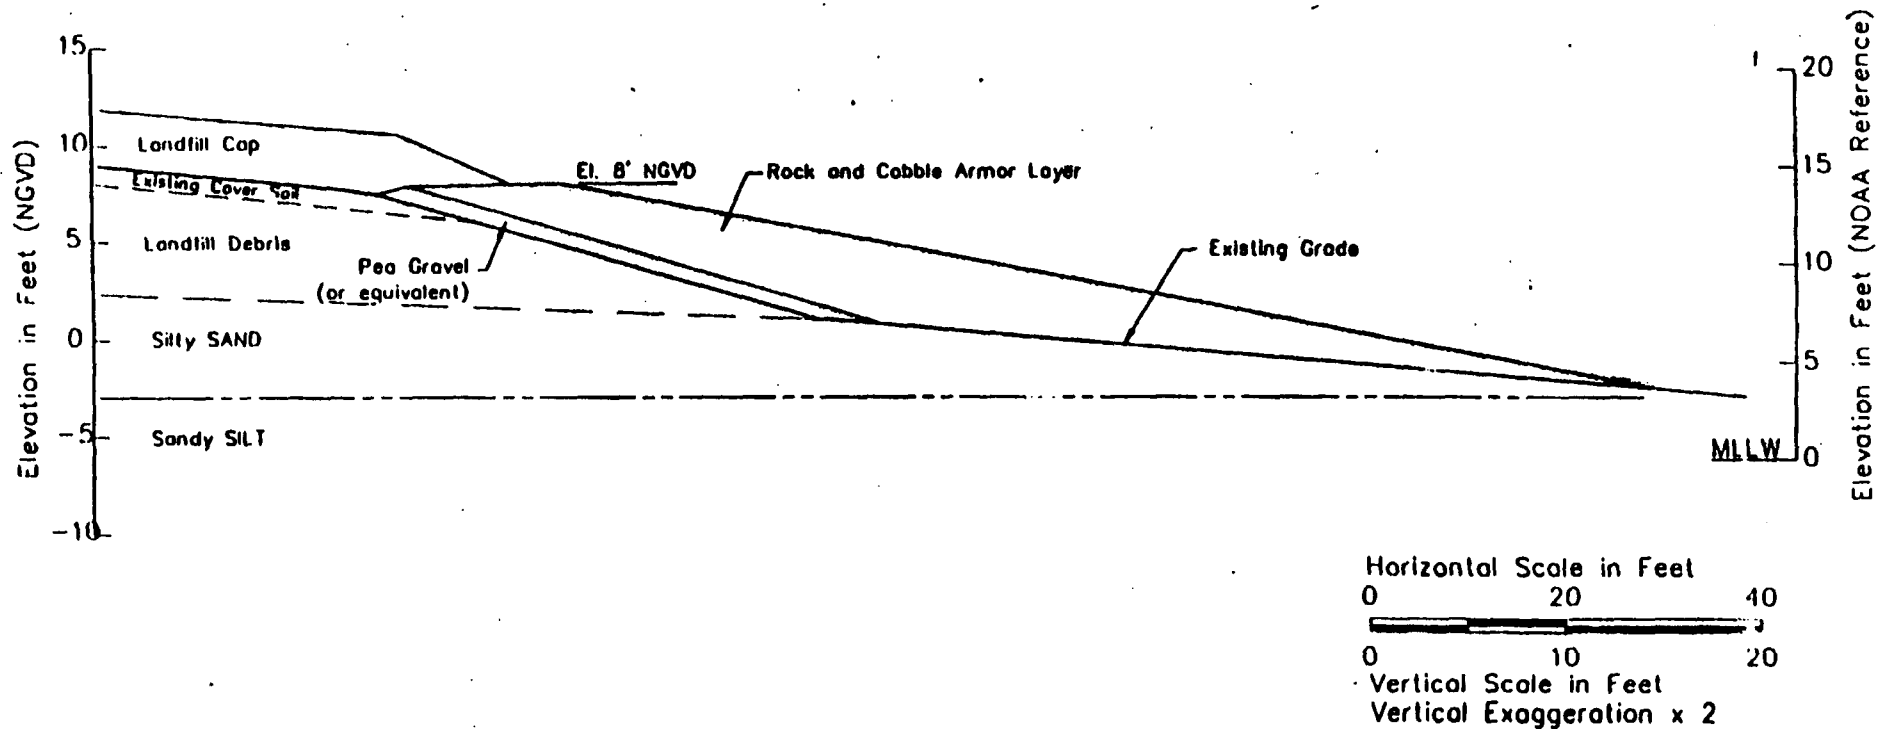 15
10
5
0
-5
-10
Elevation in Feet (NGVD)
Landfill Cap
Existing Cover Soil
Landfill Debris
Pea Gravel
(or equivalent)
Silty SAND
Sandy SILT
El. 8' NGVD
Rock and Cobble Armor Layer
Existing Grade
20
15
10
5
0
MLLW
Elevation in Feet (NOAA Reference)
Horizontal Scale in Feet
0 20 40
0 10 20
Vertical Scale in Feet
Vertical Exaggeration x 2